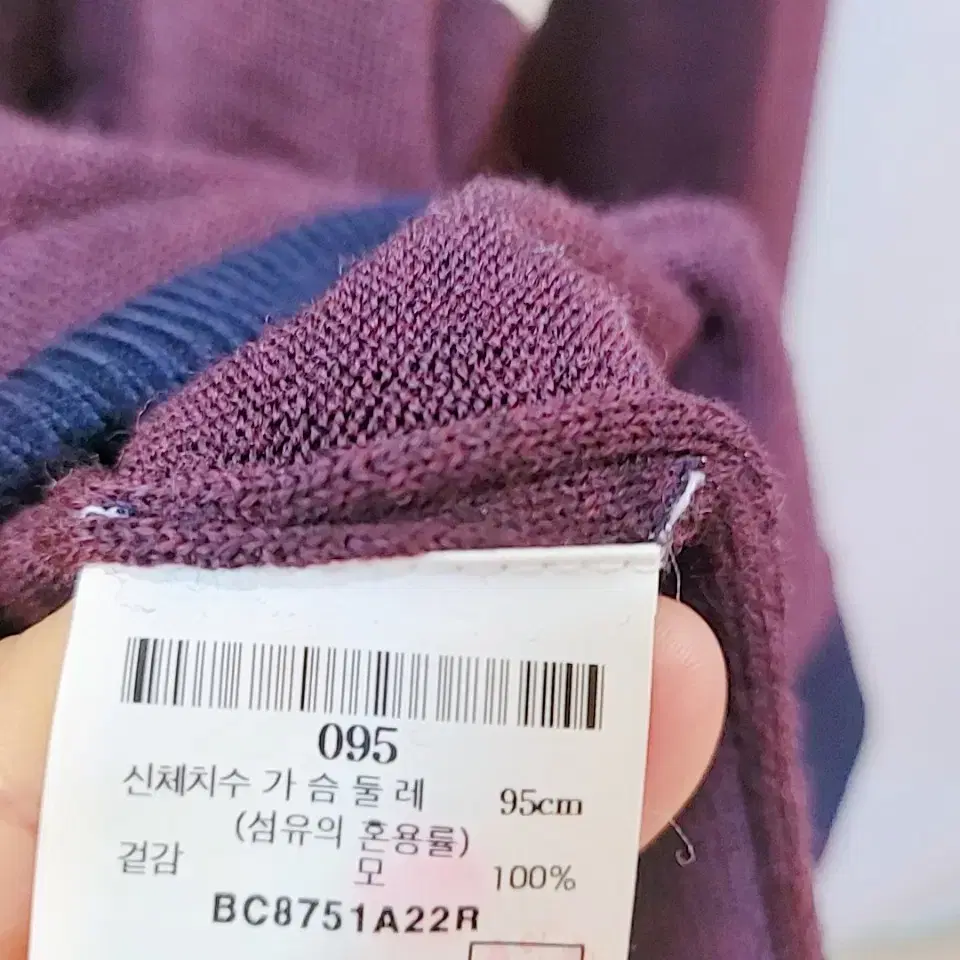 095
신체치수 가 슴 둘 레 95cm
(섬유의 혼용률)
겉감 모 100%
BC8751A22R